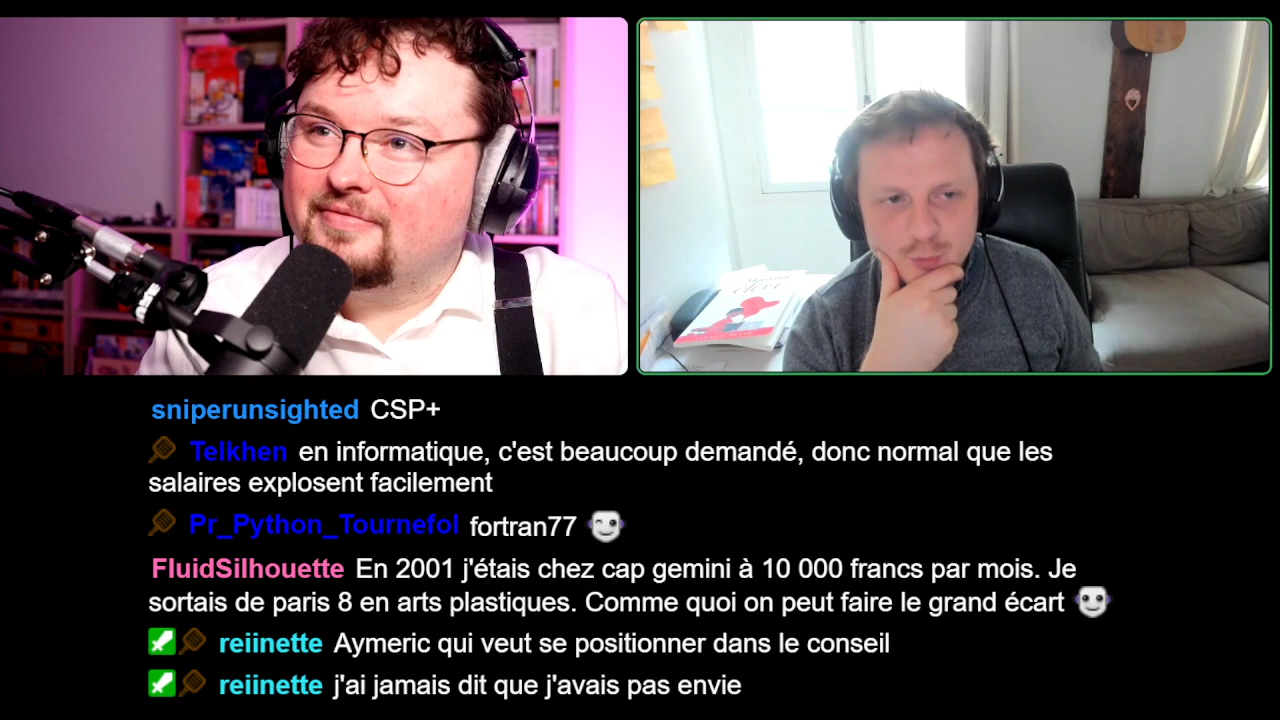 élève
sniperunsighted CSP+
Telkhen en informatique, c'est beaucoup demandé, donc normal que les
salaires explosent facilement
Pr_Python_Tournefol fortran77
FluidSilhouette En 2001 j'étais chez cap gemini à 10 000 francs par mois. Je
sortais de paris 8 en arts plastiques. Comme quoi on peut faire le grand écart
reiinette Aymeric qui veut se positionner dans le conseil
reiinette j'ai jamais dit que j'avais pas envie